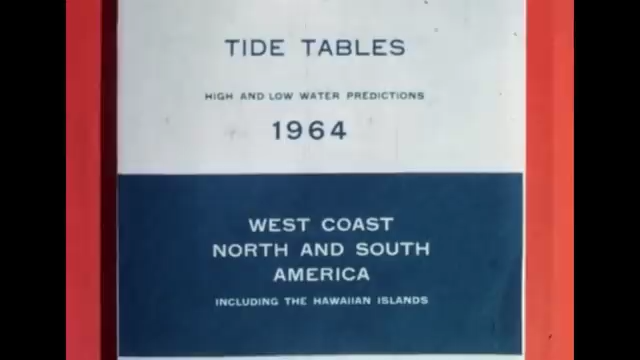 TIDE TABLES
HIGH AND LOW WATER PREDICTIONS
1964
WEST COAST
NORTH AND SOUTH
AMERICA
INCLUDING THE HAWAIIAN ISLANDS